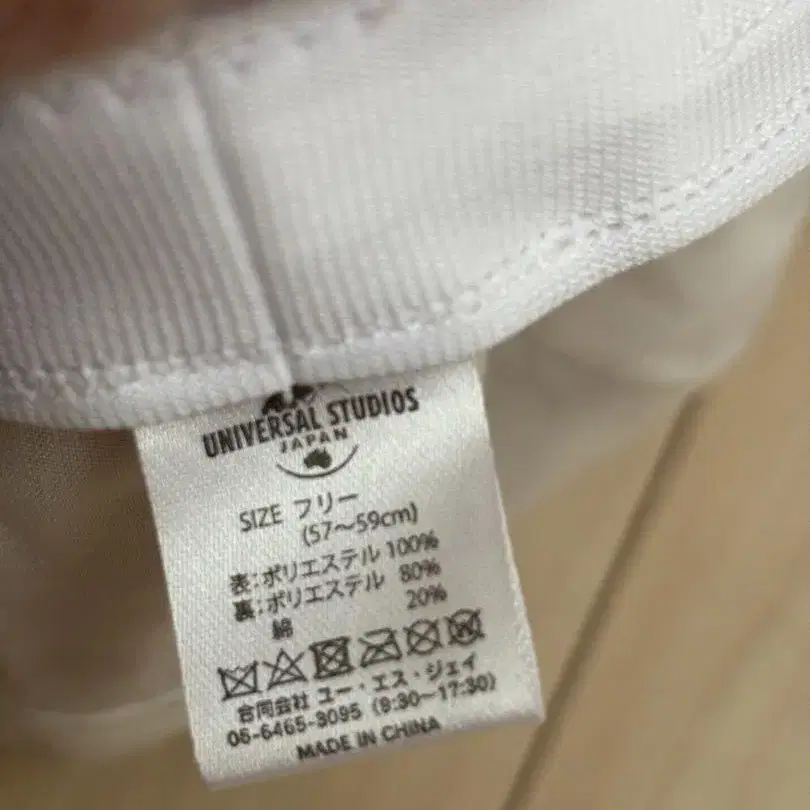 UNIVERSAL STUDIOS
JAPAN
SIZE フリー
(57～59cm)
表:ポリエステル 100%
裏:ポリエステル 80%
綿 20%
合同会社 ユー・エス・ジェイ
06-6465-3095 (9:30～17:30)
MADE IN CHINA